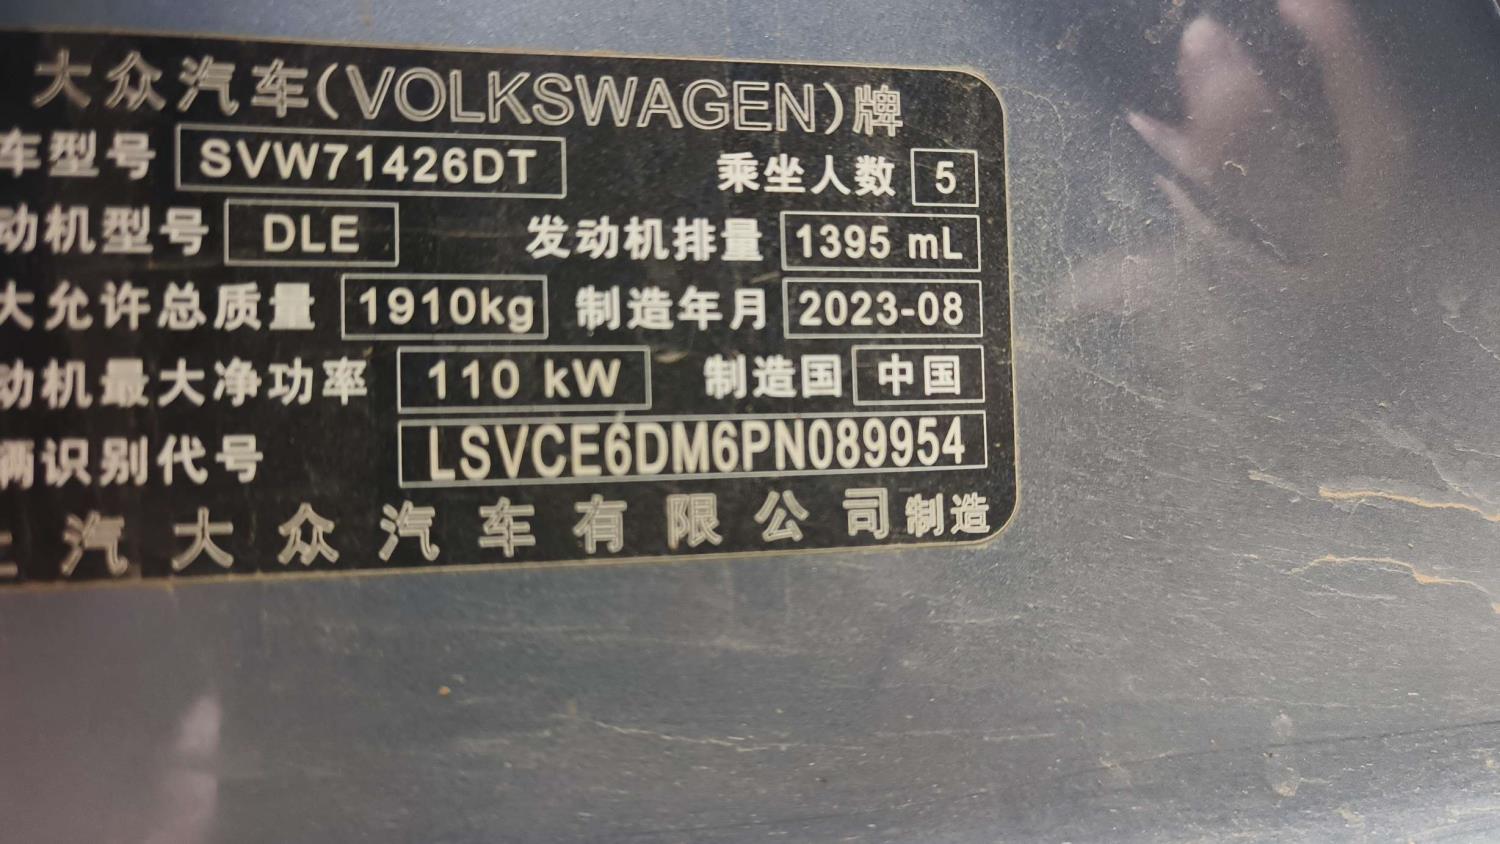 大众汽车(VOLKSWAGEN)牌
车型号 SVW71426DT 乘坐人数 5
动机型号 DLE 发动机排量 1395 mL
大允许总质量 1910kg 制造年月 2023-08
动机最大净功率 110 kW 制造国 中国
辆识别代号 LSVCE6DM6PN089954
上汽大众汽车有限公司制造